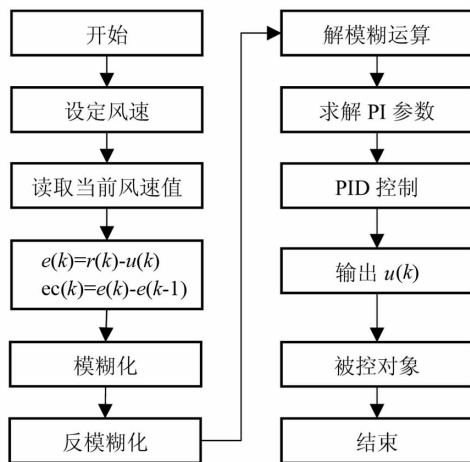 开始
设定风速
读取当前风速值
e(k)=r(k)-u(k)
ec(k)=e(k)-e(k-1)
模糊化
反模糊化
解模糊运算
求解 PI 参数
PID 控制
输出 u(k)
被控对象
结束